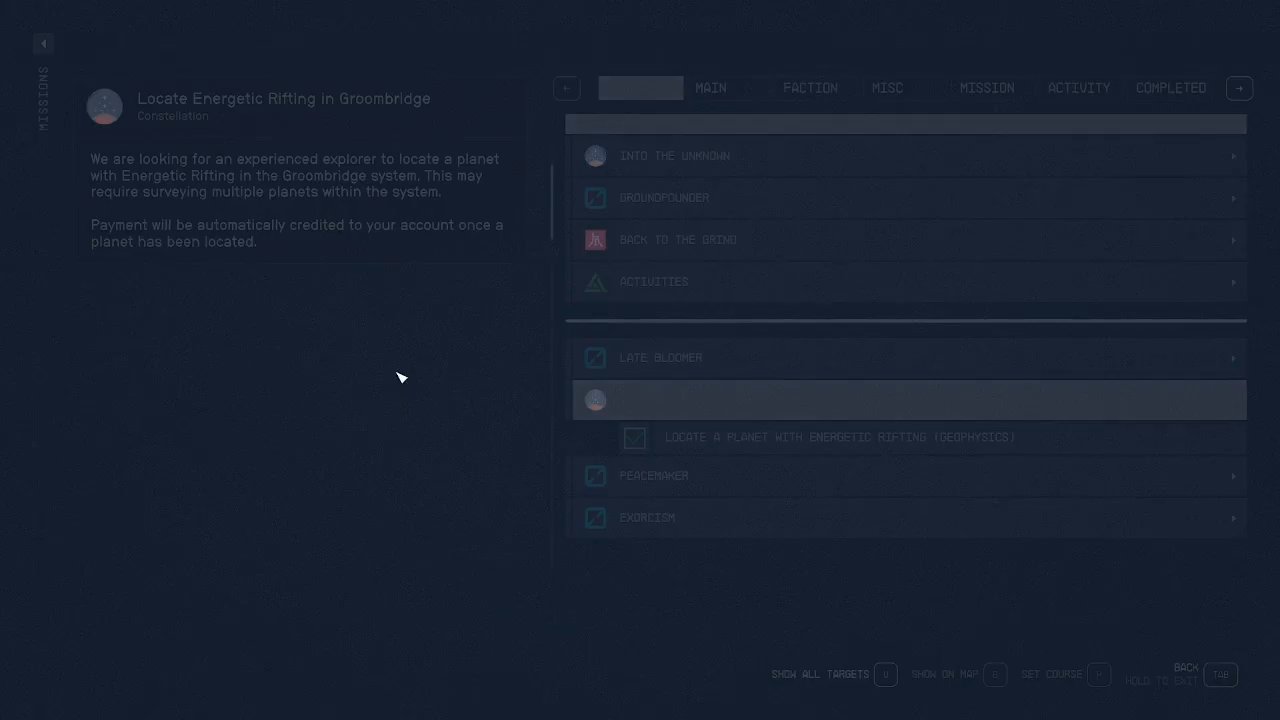 MISSIONS
Locate Energetic Rifting in Groombridge
Constellation
We are looking for an experienced explorer to locate a planet
with Energetic Rifting in the Groombridge system. This may
require surveying multiple planets within the system.
Payment will be automatically credited to your account once a
planet has been located.
MAIN FACTION MISC MISSION ACTIVITY COMPLETED
INTO THE UNKNOWN
GROUNDPOUNDER
BACK TO THE GRIND
ACTIVITIES
LATE BLOOMER
LOCATE A PLANET WITH ENERGETIC RIFTING (GEOPHYSICS)
PEACEMAKER
EXORCISM
SHOW ALL TARGETS SHOW ON MAP SET COURSE BACK TAB
HOLD TO EXIT